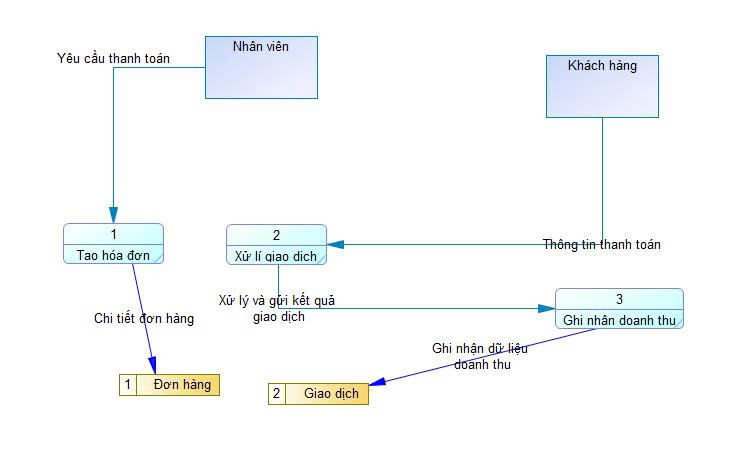 Nhân viên
Yêu cầu thanh toán
Khách hàng
1
Tạo hóa đơn
2
Xử lí giao dịch
Thông tin thanh toán
Xử lý và gửi kết quả
giao dịch
3
Ghi nhận doanh thu
Chi tiết đơn hàng
Ghi nhận dữ liệu
doanh thu
1 Đơn hàng
2 Giao dịch